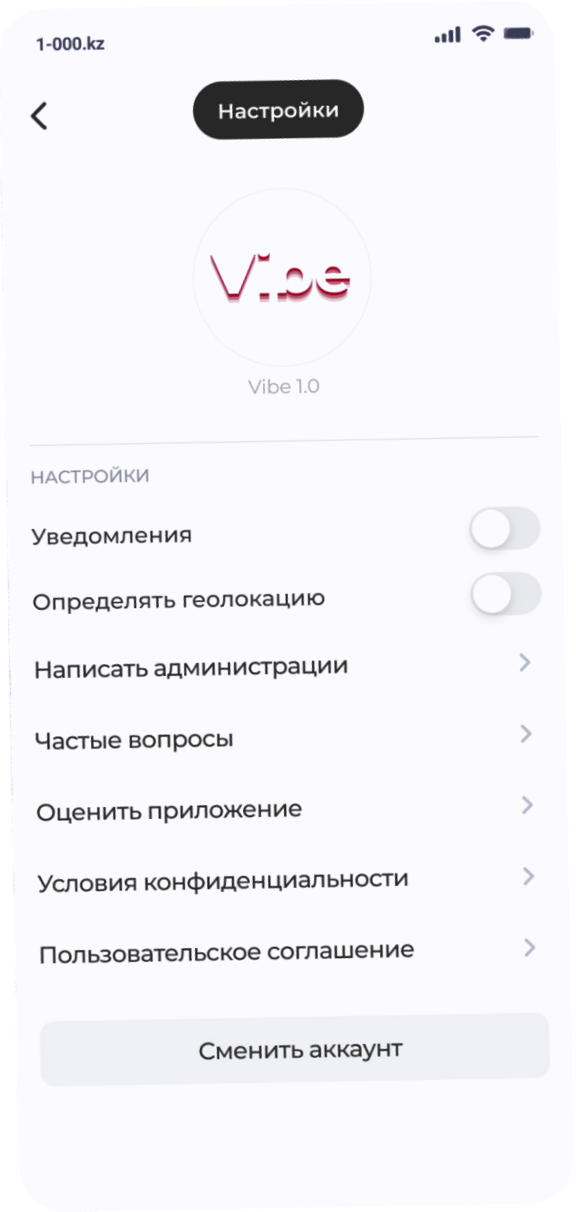 1-000.kz
Настройки
Vibe
Vibe 1.0
НАСТРОЙКИ
Уведомления
Определять геолокацию
Написать администрации
Частые вопросы
Оценить приложение
Условия конфиденциальности
Пользовательское соглашение
Сменить аккаунт